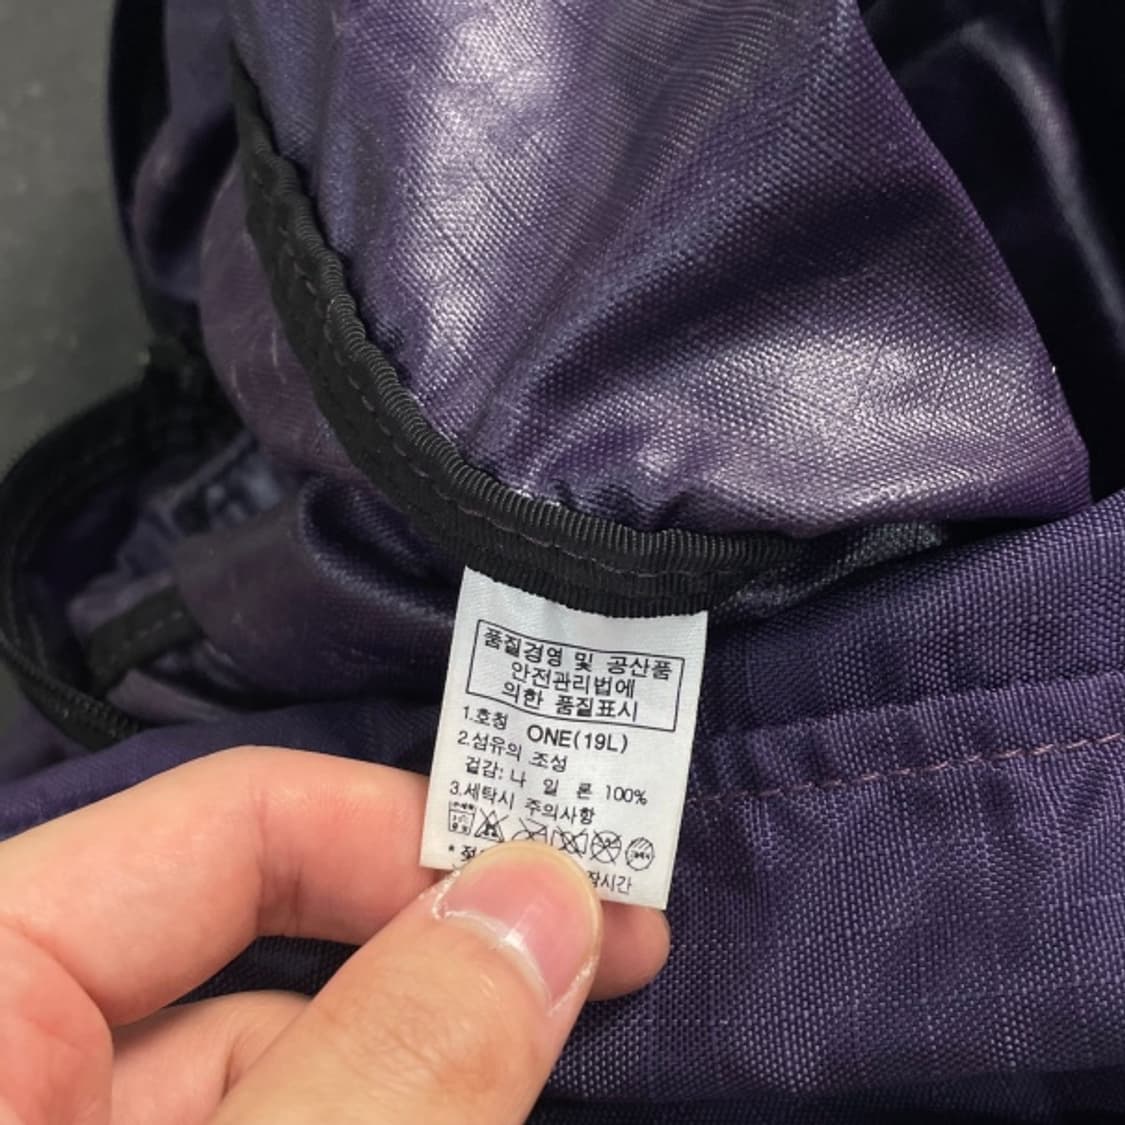 품질경영 및 공산품
안전관리법에
의한 품질표시
1.호칭 ONE(19L)
2.섬유의 조성
겉감: 나 일 론 100%
3.세탁시 주의사항